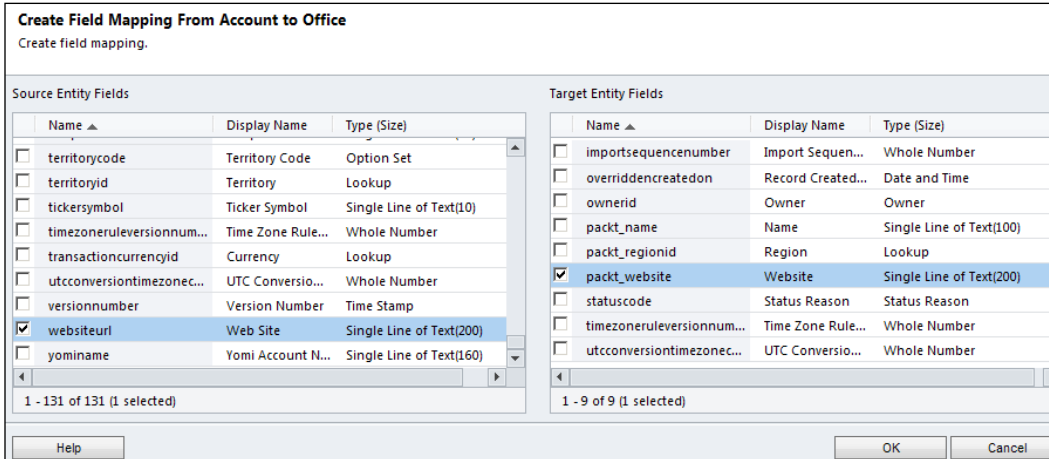 Create Field Mapping From Account to Office
Create field mapping.
Source Entity Fields
Name Display Name Type (Size)
territorycode Territory Code Option Set
territoryid Territory Lookup
tickersymbol Ticker Symbol Single Line of Text(10)
timezoneruleversionnum... Time Zone Rule... Whole Number
transactioncurrencyid Currency Lookup
utcconversiontimezonec... UTC Conversio... Whole Number
versionnumber Version Number Time Stamp
websiteurl Web Site Single Line of Text(200)
yominame Yomi Account N... Single Line of Text(160)
1 - 131 of 131 (1 selected)
Target Entity Fields
Name Display Name Type (Size)
importsequencenumber Import Sequen... Whole Number
overriddencreatedon Record Created... Date and Time
ownerid Owner Owner
packt_name Name Single Line of Text(100)
packt_regionid Region Lookup
packt_website Website Single Line of Text(200)
statuscode Status Reason Status Reason
timezoneruleversionnum... Time Zone Rule... Whole Number
utcconversiontimezonec... UTC Conversio... Whole Number
1 - 9 of 9 (1 selected)
Help OK Cancel